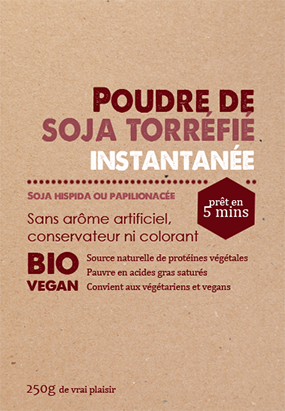 POUDRE DE
SOJA TORRÉFIÉ
INSTANTANÉE
SOJA HISPIDA OU PAPILIONACÉE
prêt en
5 mins
Sans arôme artificiel,
conservateur ni colorant
BIO
VEGAN
Source naturelle de protéines végétales
Pauvre en acides gras saturés
Convient aux végétariens et vegans
250g de vrai plaisir